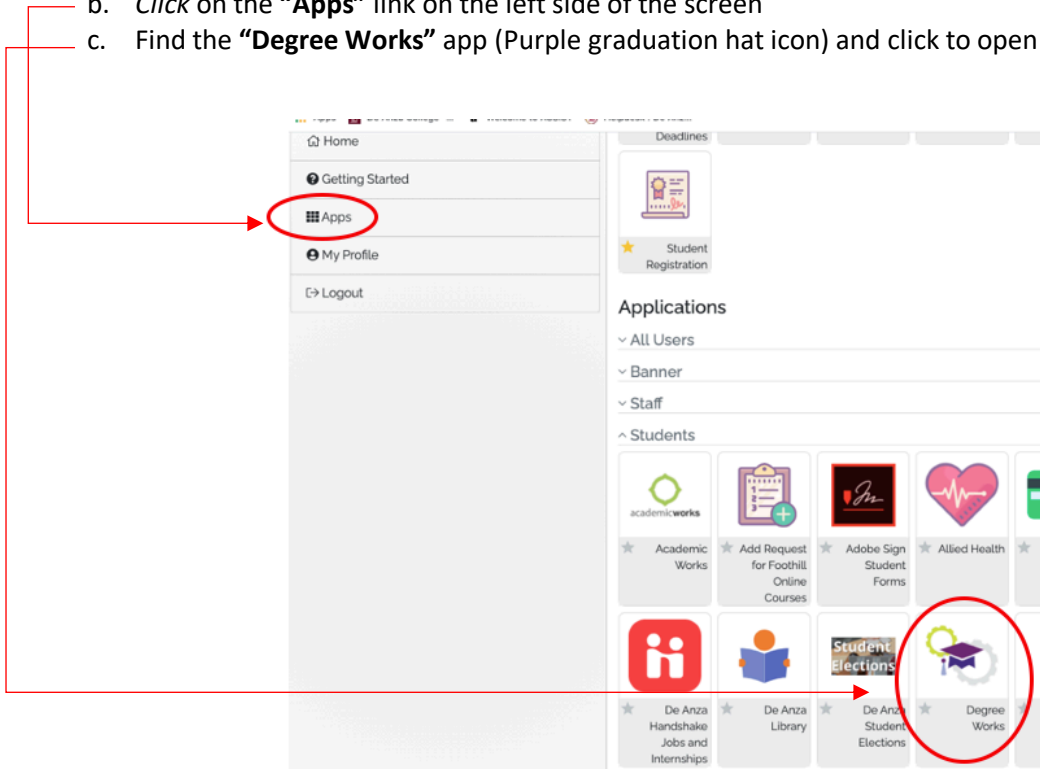 b. Click on the “Apps” link on the left side of the screen
c. Find the “Degree Works” app (Purple graduation hat icon) and click to open
Home
Getting Started
Apps
My Profile
Logout
Deadlines
Student
Registration
Applications
All Users
Banner
Staff
Students
academicworks
Academic
Works
Add Request
for Foothill
Online
Courses
Adobe Sign
Student
Forms
Allied Health
Student
Elections
De Anza
Handshake
Jobs and
Internships
De Anza
Library
De Anza
Student
Elections
Degree
Works